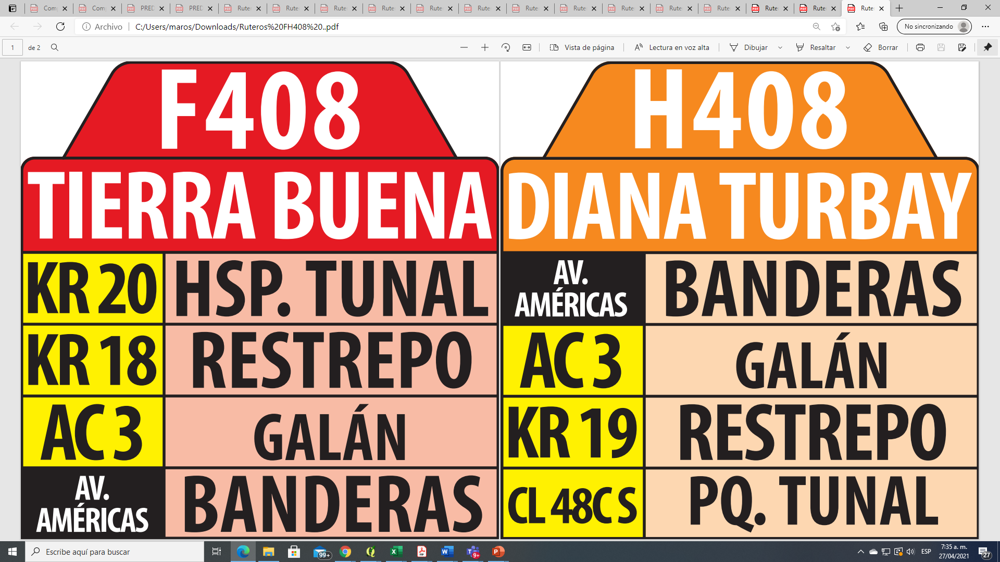 Comp
Comp
PRED
PRED
Rute
Rute
Rute
Rute
Rute
Rute
Rute
Rute
Rute
Rute
Rute
Rute
Rute
Rute
Archivo
C:/Users/maros/Downloads/Ruteros%20FH408%20..pdf
No sincronizando
1
de 2
Vista de página
Lectura en voz alta
Dibujar
Resaltar
Borrar
F408
TIERRA BUENA
KR 20
HSP. TUNAL
KR 18
RESTREPO
AC 3
GALÁN
AV.
AMÉRICAS
BANDERAS
H408
DIANA TURBAY
AV.
AMÉRICAS
BANDERAS
AC 3
GALÁN
KR 19
RESTREPO
CL 48C S
PQ. TUNAL
Escribe aquí para buscar
99+
9+
ESP
7:35 a. m.
27/04/2021
27